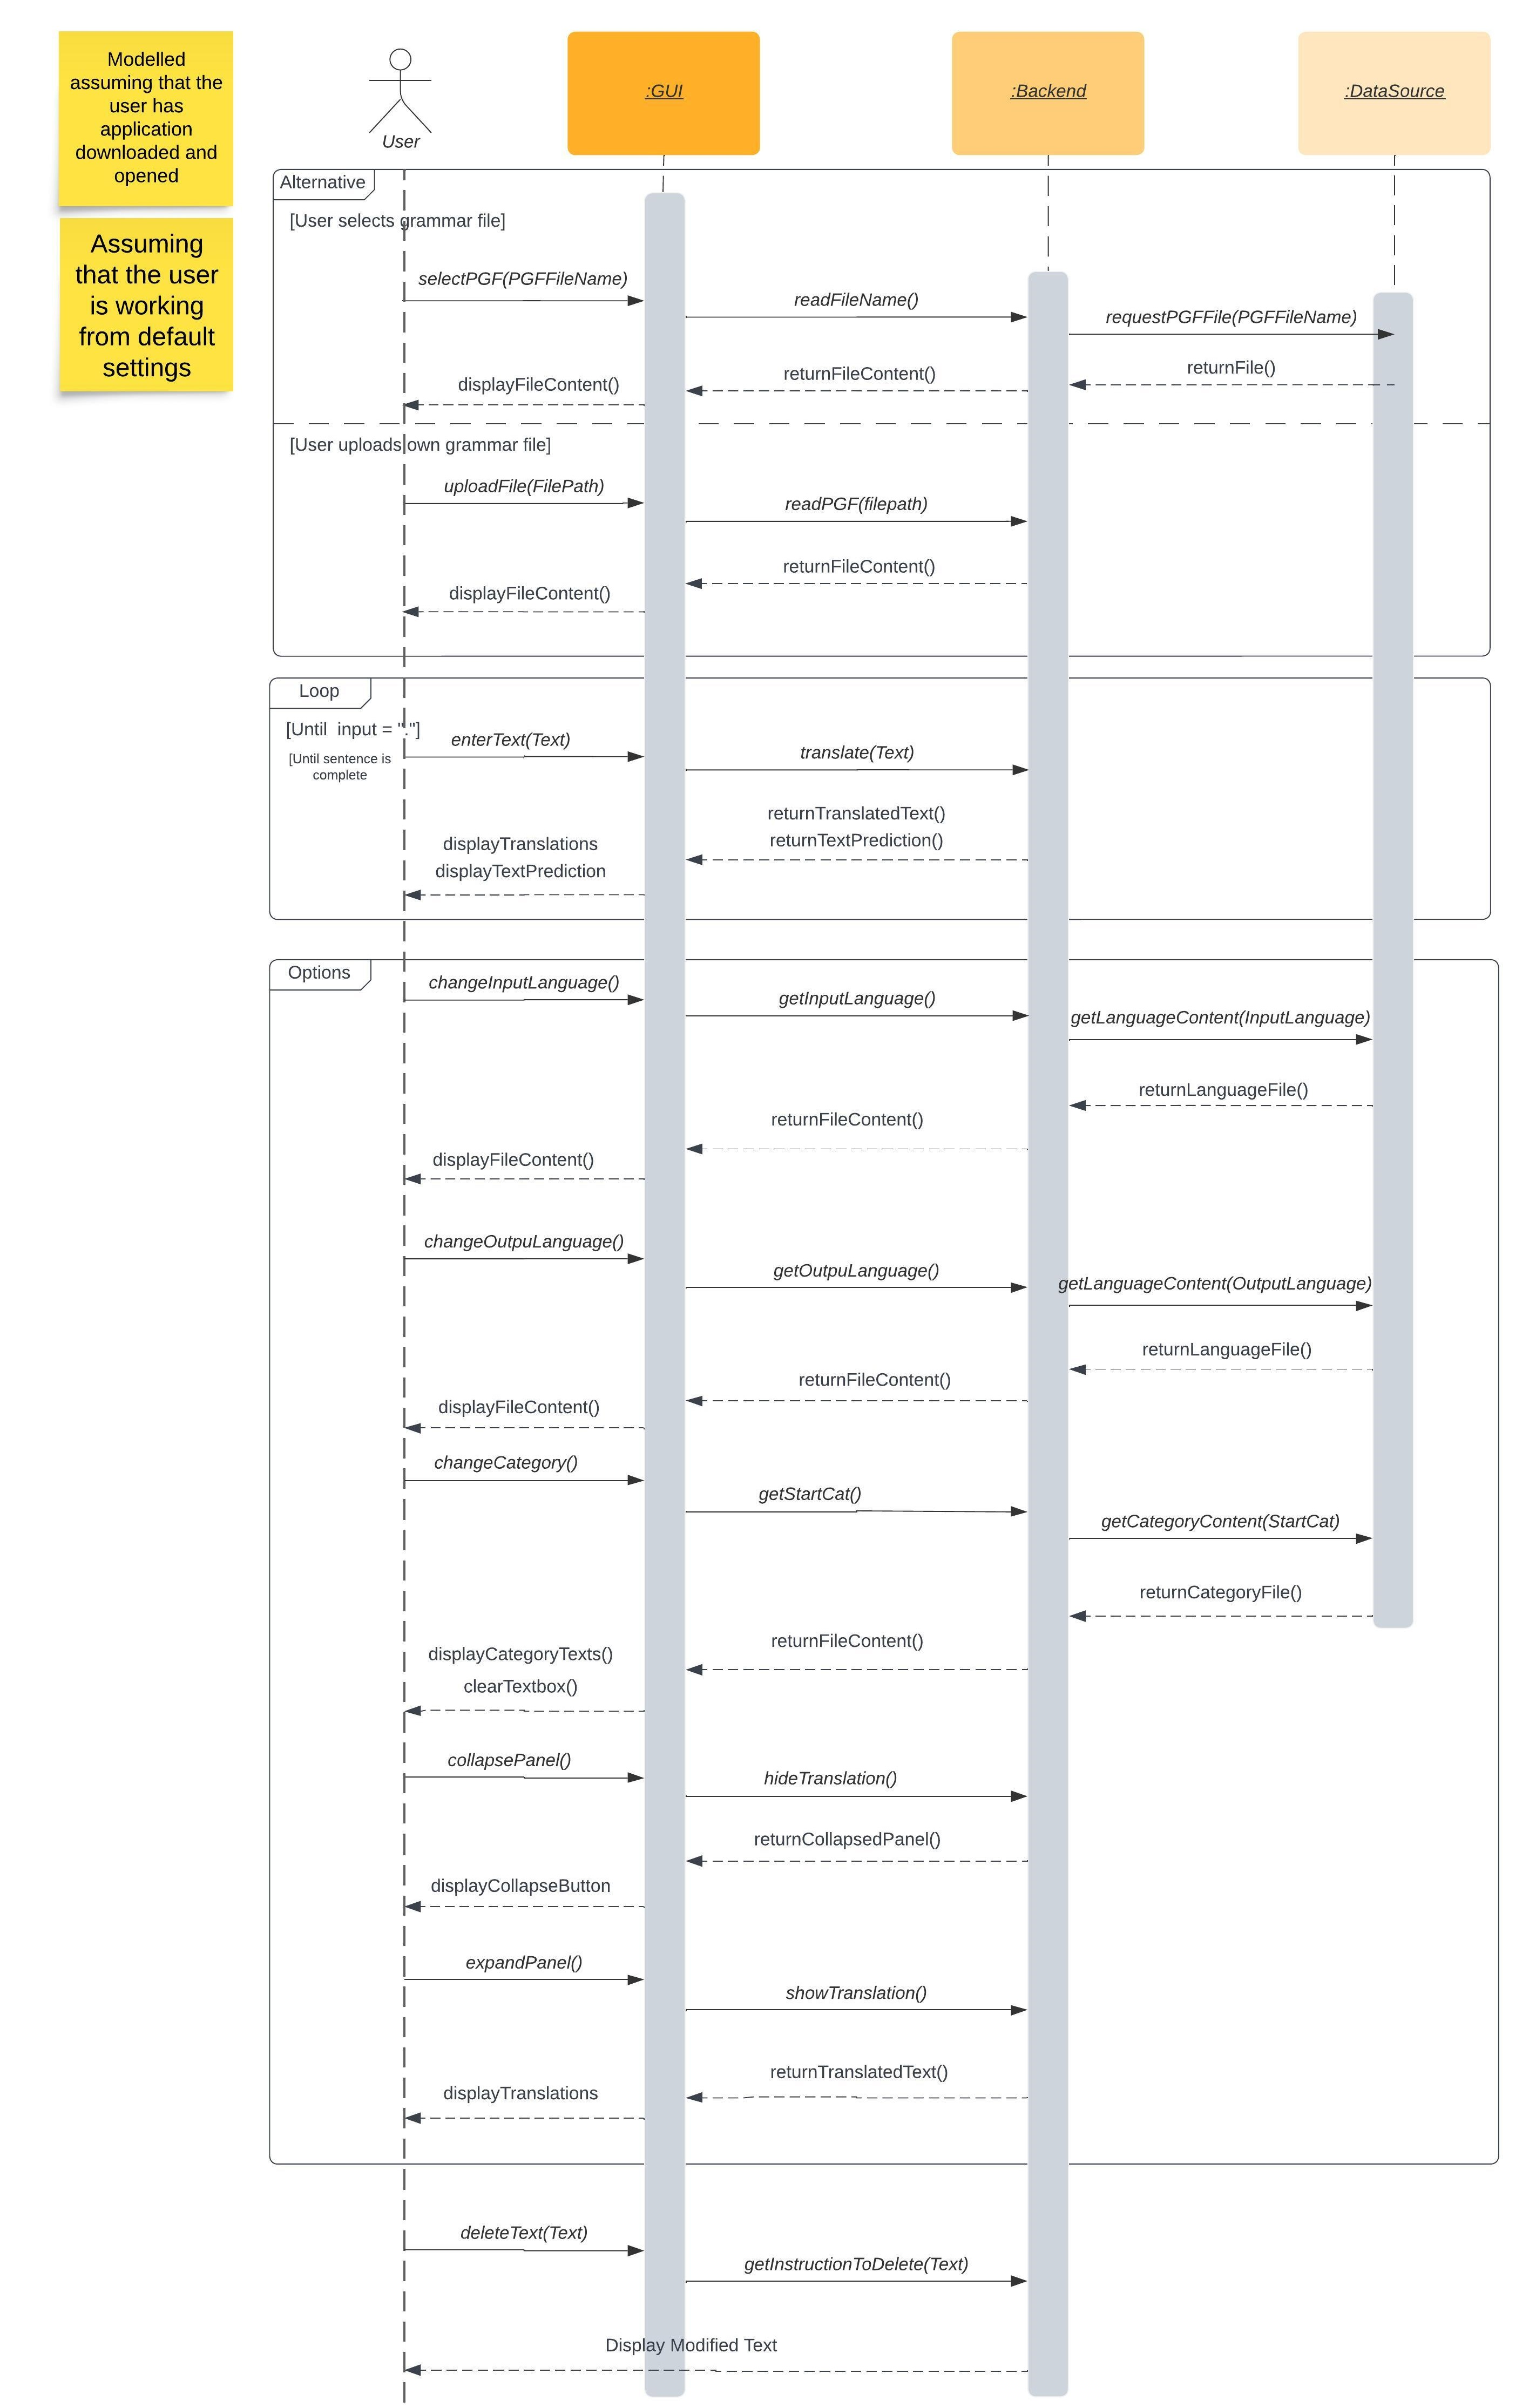 Modelled
assuming that the
user has
application
downloaded and
opened
Assuming
that the user
is working
from default
settings
User
:GUI
:Backend
:DataSource
Alternative
[User selects grammar file]
selectPGF(PGFFileName)
readFileName()
requestPGFFile(PGFFileName)
returnFile()
returnFileContent()
displayFileContent()
[User uploads own grammar file]
uploadFile(FilePath)
readPGF(filepath)
returnFileContent()
displayFileContent()
Loop
[Until  input = "."]
[Until sentence is
complete
enterText(Text)
translate(Text)
returnTranslatedText()
returnTextPrediction()
displayTranslations
displayTextPrediction
Options
changeInputLanguage()
getInputLanguage()
getLanguageContent(InputLanguage)
returnLanguageFile()
returnFileContent()
displayFileContent()
changeOutpuLanguage()
getOutpuLanguage()
getLanguageContent(OutputLanguage)
returnLanguageFile()
returnFileContent()
displayFileContent()
changeCategory()
getStartCat()
getCategoryContent(StartCat)
returnCategoryFile()
returnFileContent()
displayCategoryTexts()
clearTextbox()
collapsePanel()
hideTranslation()
returnCollapsedPanel()
displayCollapseButton
expandPanel()
showTranslation()
returnTranslatedText()
displayTranslations
deleteText(Text)
getInstructionToDelete(Text)
Display Modified Text